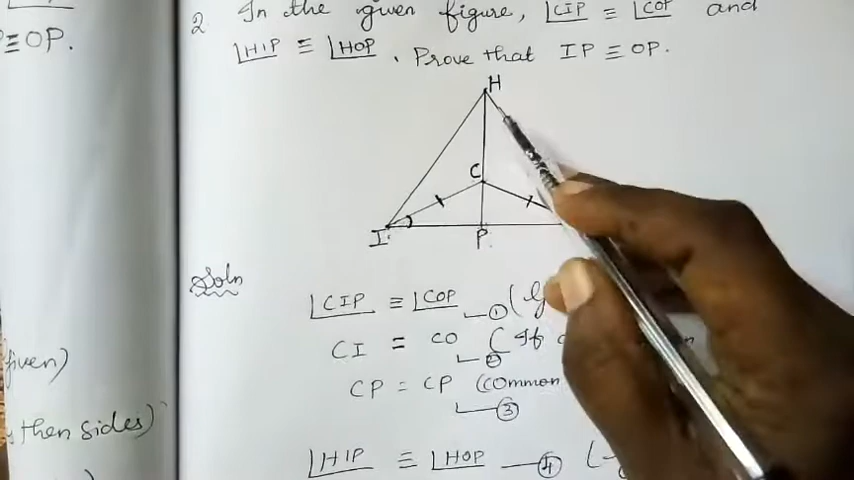 ≡OP.
given)
then sides)
2 In the given figure, ∠CIP ≡ ∠COP and
∠HIP ≡ ∠HOP. Prove that IP ≡ OP.
H
C
I
P
Soln
∠CIP ≡ ∠COP —①(
CI = CO —② ( If
CP = CP (common —③
∠HIP ≡ ∠HOP —④ (